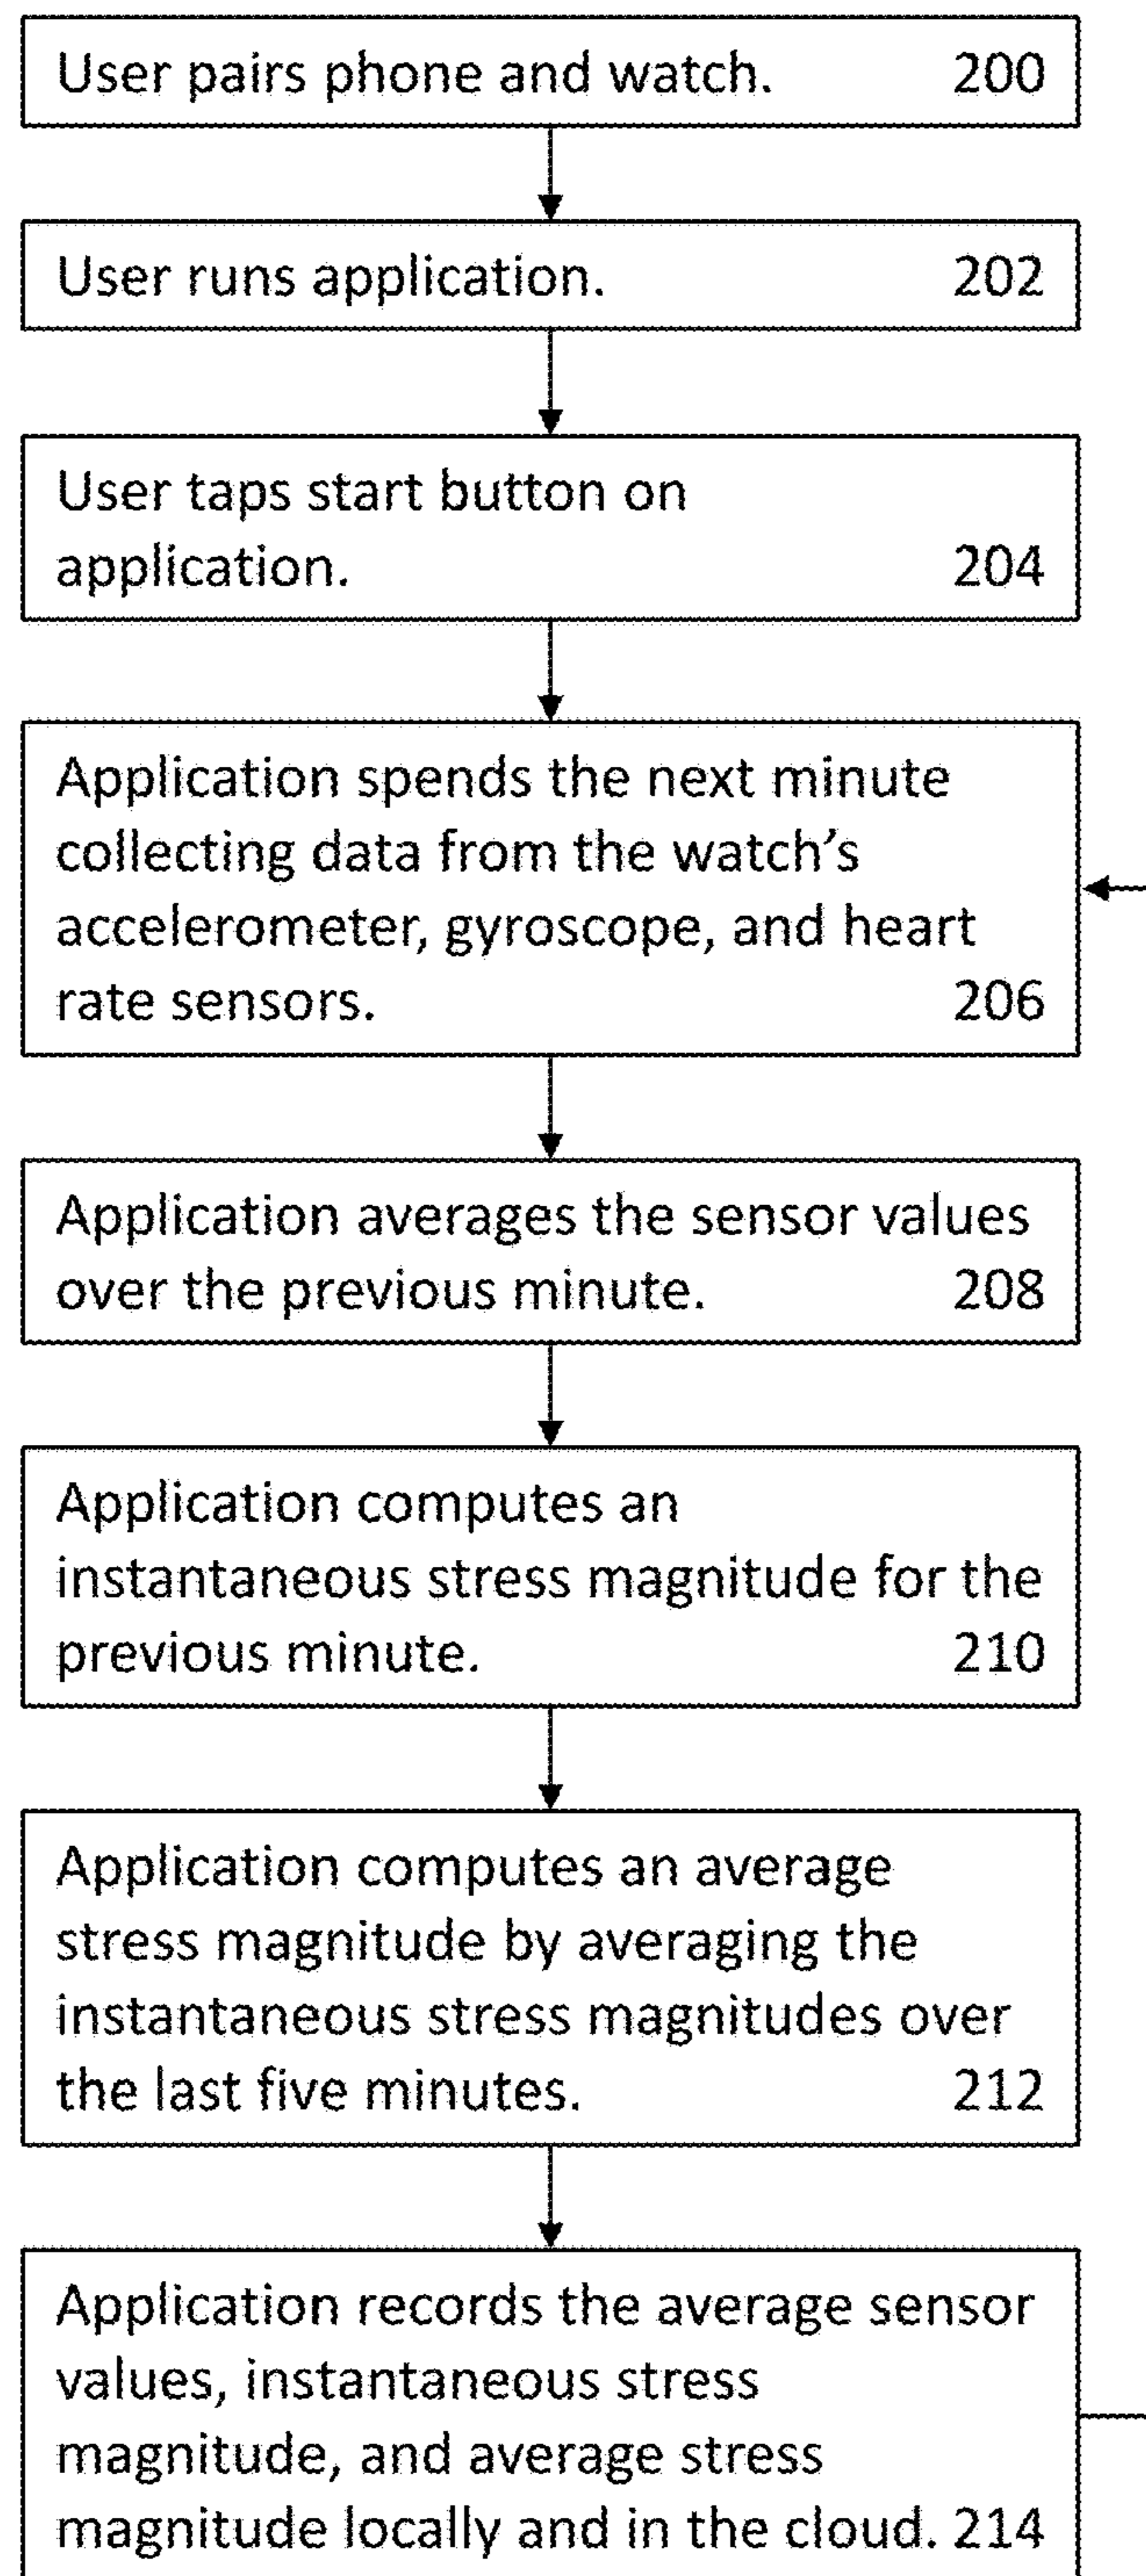 User pairs phone and watch. 200
User runs application. 202
User taps start button on
application. 204
Application spends the next minute
collecting data from the watch's
accelerometer, gyroscope, and heart
rate sensors. 206
Application averages the sensor values
over the previous minute. 208
Application computes an
instantaneous stress magnitude for the
previous minute. 210
Application computes an average
stress magnitude by averaging the
instantaneous stress magnitudes over
the last five minutes. 212
Application records the average sensor
values, instantaneous stress
magnitude, and average stress
magnitude locally and in the cloud. 214